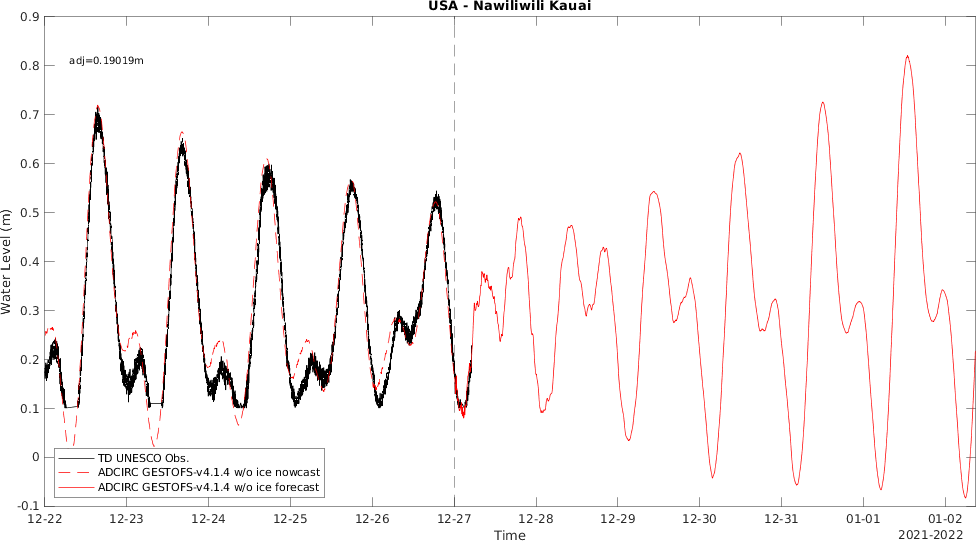 USA - Nawiliwili Kauai
adj=0.19019m
0.9
0.8
0.7
0.6
0.5
0.4
0.3
0.2
0.1
0
-0.1
Water Level (m)
TD UNESCO Obs.
ADCIRC GESTOFS-v4.1.4 w/o ice nowcast
ADCIRC GESTOFS-v4.1.4 w/o ice forecast
12-22 12-23 12-24 12-25 12-26 12-27 12-28 12-29 12-30 12-31 01-01 01-02
Time
2021-2022